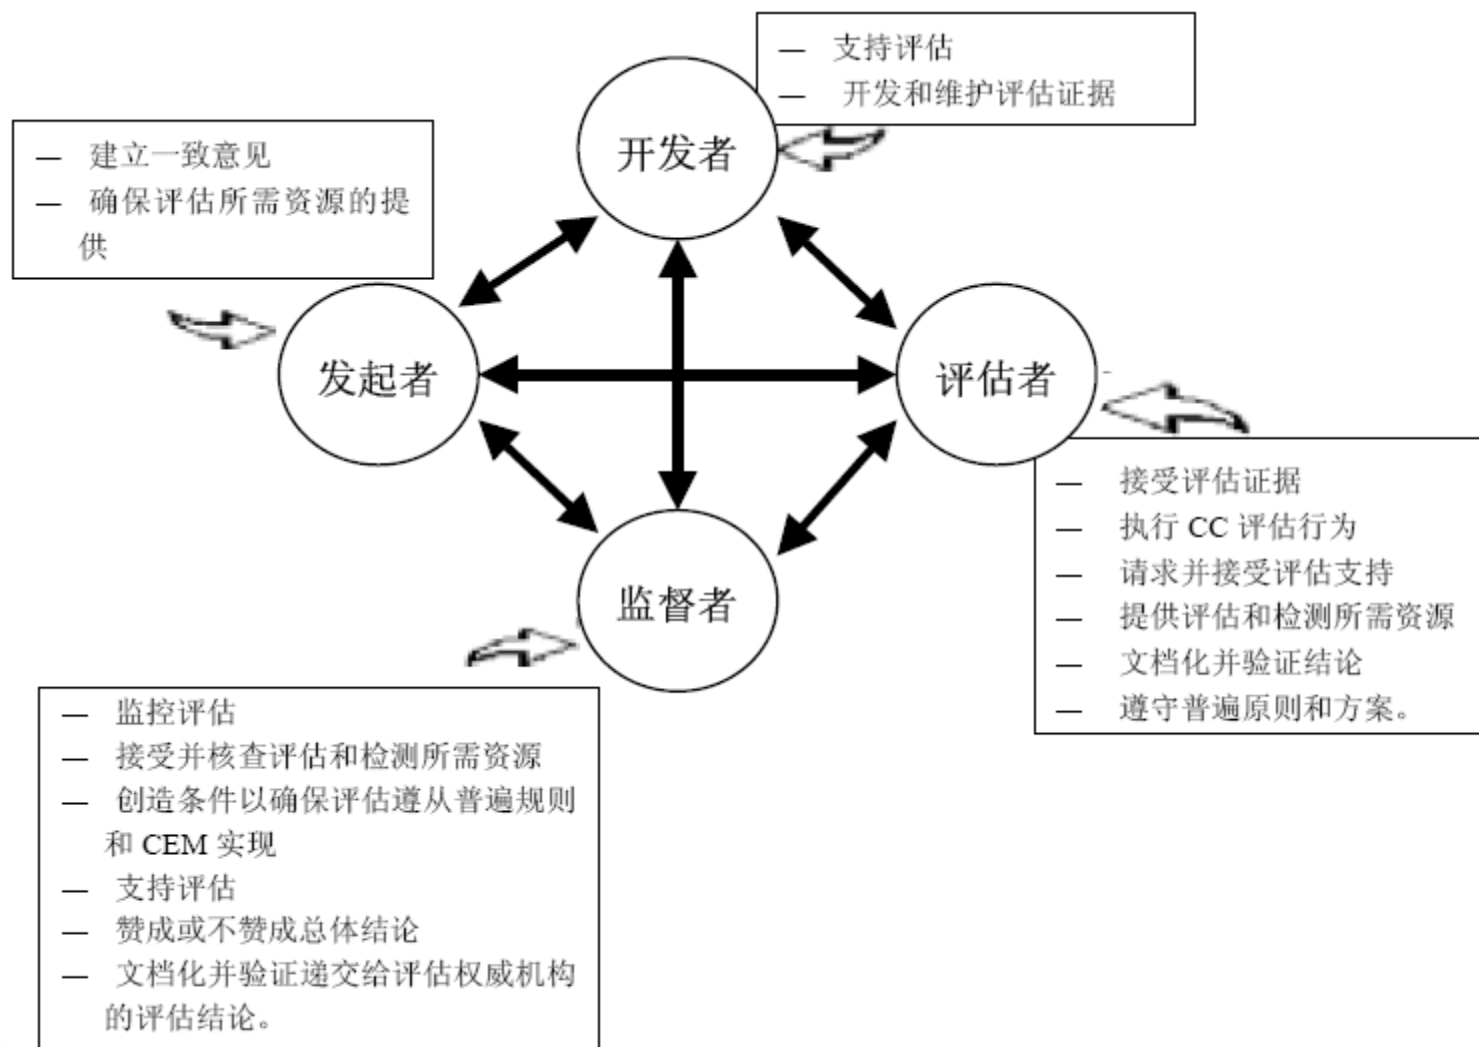 — 支持评估
— 开发和维护评估证据
— 建立一致意见
— 确保评估所需资源的提
供
开发者
发起者
评估者
监督者
— 接受评估证据
— 执行 CC 评估行为
— 请求并接受评估支持
— 提供评估和检测所需资源
— 文档化并验证结论
— 遵守普遍原则和方案。
— 监控评估
— 接受并核查评估和检测所需资源
— 创造条件以确保评估遵从普遍规则
和 CEM 实现
— 支持评估
— 赞成或不赞成总体结论
— 文档化并验证递交给评估权威机构
的评估结论。